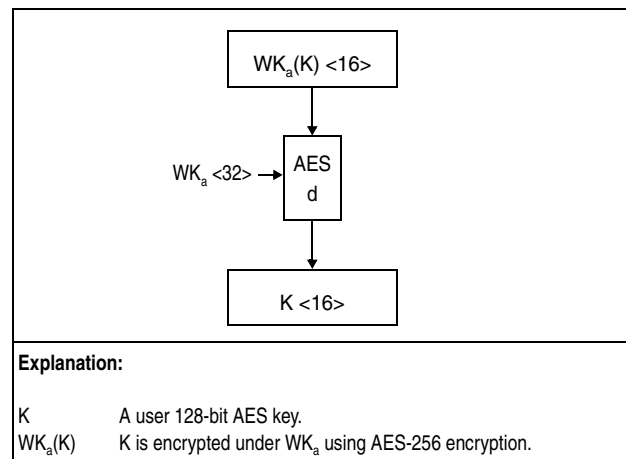 WKa(K) <16>
WKa <32>
AES
d
K <16>
Explanation:
K A user 128-bit AES key.
WKa(K) K is encrypted under WKa using AES-256 encryption.